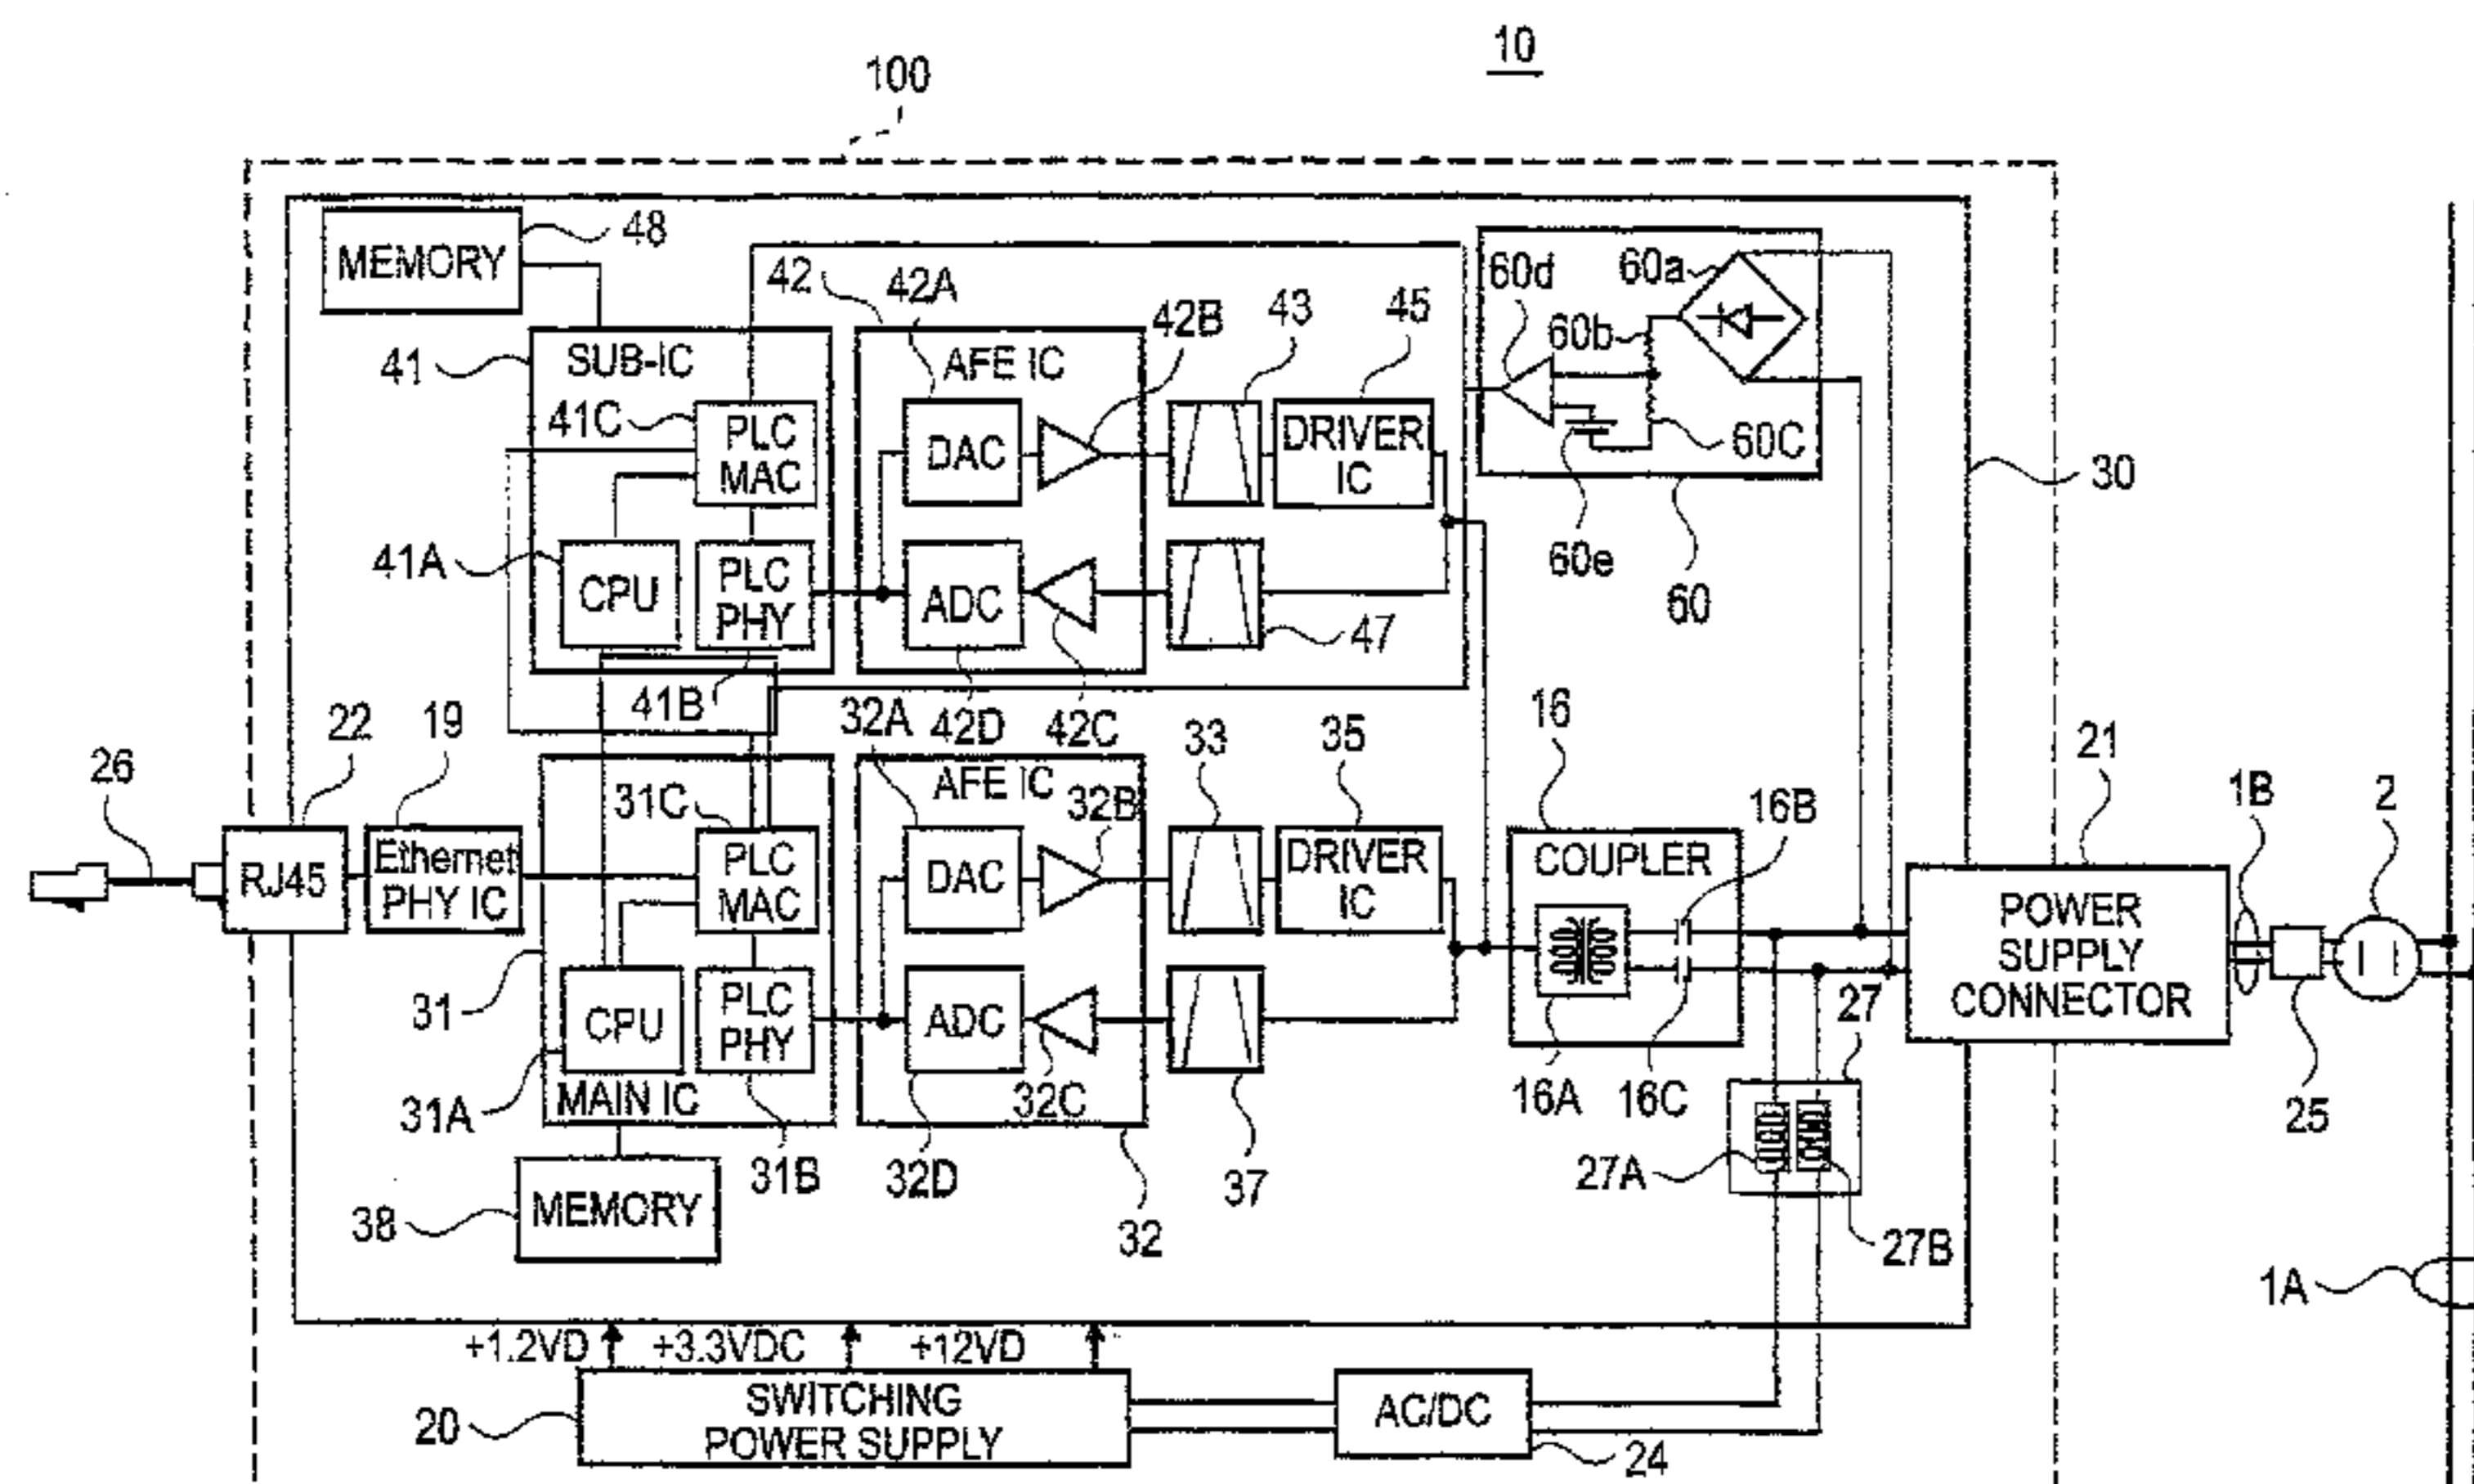 10
100
MEMORY
48
42
42A
60d
60a
43
45
42B
60b
41
SUB-IC
AFE IC
41C
PLC
MAC
DAC
DRIVER
IC
60C
30
41A
CPU
PLC
PHY
ADC
60e
60
47
41B
32A
42D
42C
16
22
19
33
35
21
26
31C
AFE IC
32B
16B
1B
2
RJ45
Ethernet
PHY IC
PLC
MAC
DAC
DRIVER
IC
COUPLER
POWER
SUPPLY
CONNECTOR
31
CPU
PLC
PHY
ADC
27
31A
MAIN IC
32C
16A
16C
25
31B
32D
37
27A
38
MEMORY
32
27B
1A
+1.2VD
+3.3VDC
+12VD
20
SWITCHING
POWER SUPPLY
AC/DC
24